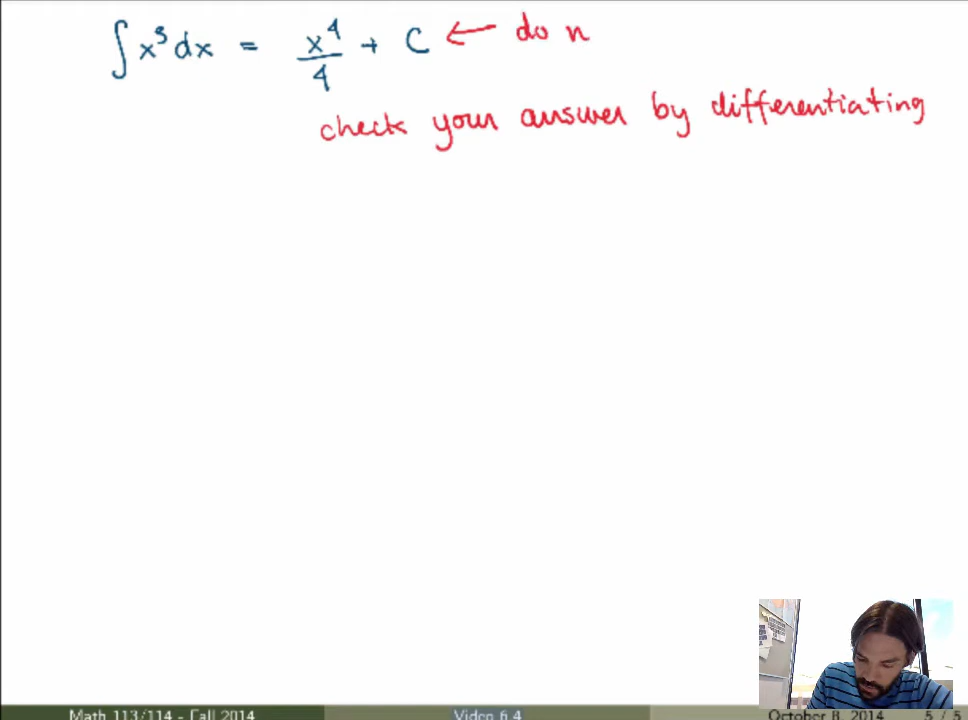 ∫x³dx = x⁴/4 + C ← do n
check your answer by differentiating
Math 113/114 - Fall 2014 Video 6.4 October 8, 2014 5 / 5